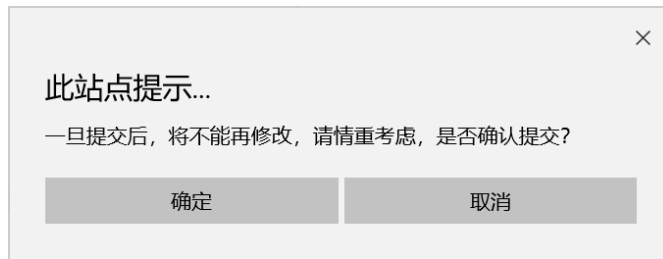 此站点提示...
一旦提交后，将不能再修改，请情重考虑，是否确认提交？
确定
取消